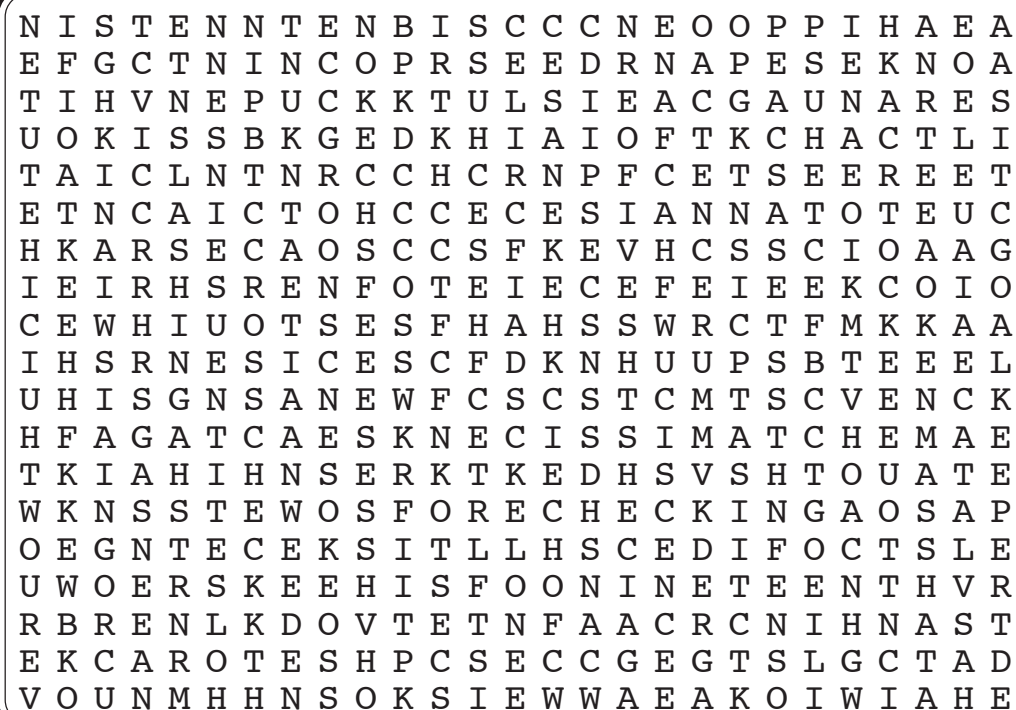 N I S T E N N T E N B I S C C C N E O O P P I H A E A
E F G C T N I N C O P R S E E D R N A P E S E K N O A
T I H V N E P U C K K T U L S I E A C G A U N A R E S
U O K I S S B K G E D K H I A I O F T K C H A C T L I
T A I C L N T N R C C H C R N P F C E T S E E R E E T
E T N C A I C T O H C C E C E S I A N N A T O T E U C
H K A R S E C A O S C C S F K E V H C S S C I O A A G
I E I R H S R E N F O T E I E C E F E I E E K C O I O
C E W H I U O T S E S F H A H S S W R C T F M K K A A
I H S R N E S I C E S C F D K N H U U P S B T E E E L
U H I S G N S A N E W F C S C S T C M T S C V E N C K
H F A G A T C A E S K N E C I S S I M A T C H E M A E
T K I A H I H N S E R K T K E D H S V S H T O U A T E
W K N S S T E W O S F O R E C H E C K I N G A O S A P
O E G N T E C E K S I T L L H S C E D I F O C T S L E
U W O E R S K E E H I S F O O N I N E T E E N T H V R
R B R E N L K D O V T E T N F A A C R C N I H N A S T
E K C A R O T E S H P C S E C C G E G T S L G C T A D
V O U N M H H N S O K S I E W W A E A K O I W I A H E